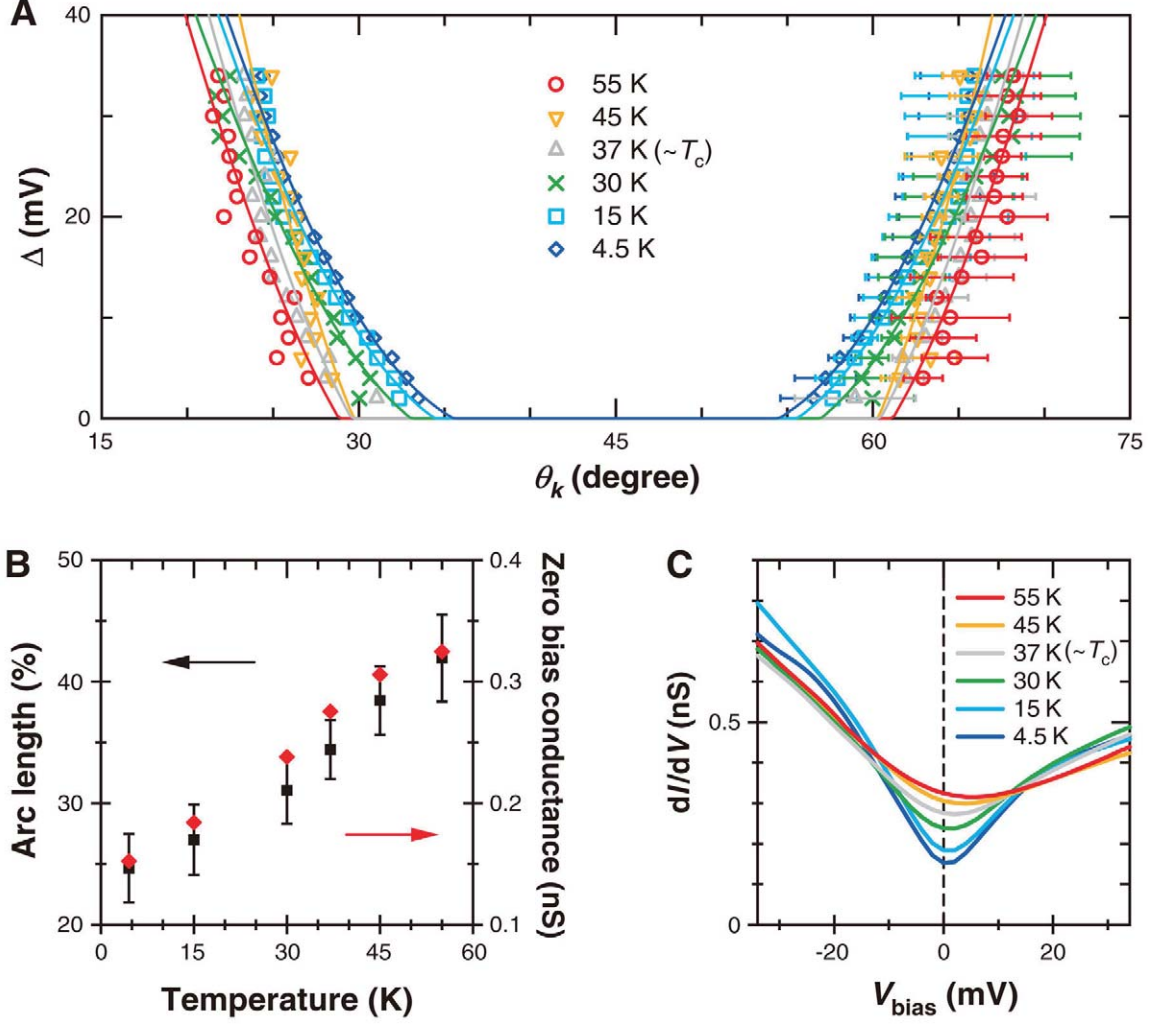 A
40
20
0
Δ (mV)
55 K
45 K
37 K (~Tc)
30 K
15 K
4.5 K
15 30 45 60 75
θk (degree)
B
50
40
30
20
Arc length (%)
0.4
0.3
0.2
0.1
Zero bias conductance (nS)
0 15 30 45 60
Temperature (K)
C
0.5
0
dI/dV (nS)
55 K
45 K
37 K (~Tc)
30 K
15 K
4.5 K
-20 0 20
Vbias (mV)